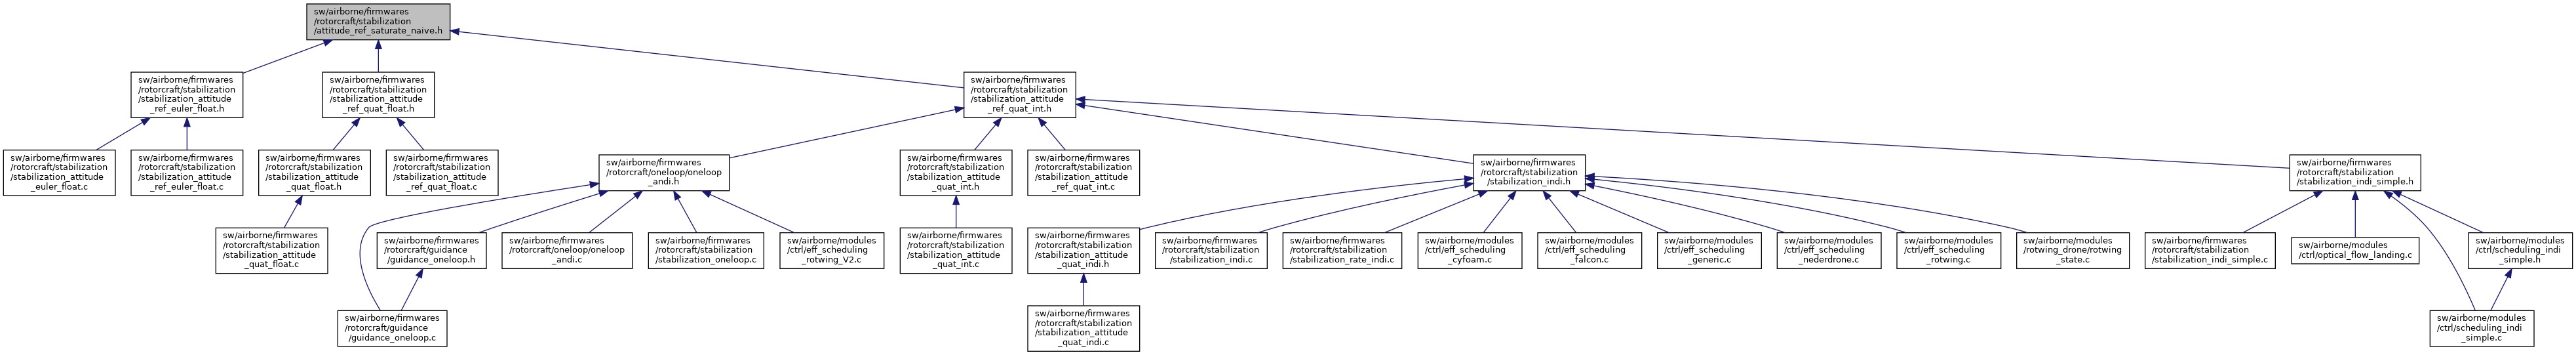 sw/airborne/firmwares
/rotorcraft/stabilization
/attitude_ref_saturate_naive.h
sw/airborne/firmwares
/rotorcraft/stabilization
/stabilization_attitude
_ref_euler_float.h
sw/airborne/firmwares
/rotorcraft/stabilization
/stabilization_attitude
_ref_quat_float.h
sw/airborne/firmwares
/rotorcraft/stabilization
/stabilization_attitude
_ref_quat_int.h
sw/airborne/firmwares
/rotorcraft/stabilization
/stabilization_attitude
_euler_float.c
sw/airborne/firmwares
/rotorcraft/stabilization
/stabilization_attitude
_ref_euler_float.c
sw/airborne/firmwares
/rotorcraft/stabilization
/stabilization_attitude
_quat_float.h
sw/airborne/firmwares
/rotorcraft/stabilization
/stabilization_attitude
_ref_quat_float.c
sw/airborne/firmwares
/rotorcraft/oneloop/oneloop
_andi.h
sw/airborne/firmwares
/rotorcraft/stabilization
/stabilization_attitude
_quat_int.h
sw/airborne/firmwares
/rotorcraft/stabilization
/stabilization_attitude
_ref_quat_int.c
sw/airborne/firmwares
/rotorcraft/stabilization
/stabilization_indi.h
sw/airborne/firmwares
/rotorcraft/stabilization
/stabilization_indi_simple.h
sw/airborne/firmwares
/rotorcraft/stabilization
/stabilization_attitude
_quat_float.c
sw/airborne/firmwares
/rotorcraft/guidance
/guidance_oneloop.h
sw/airborne/firmwares
/rotorcraft/oneloop/oneloop
_andi.c
sw/airborne/firmwares
/rotorcraft/stabilization
/stabilization_oneloop.c
sw/airborne/modules
/ctrl/eff_scheduling
_rotwing_V2.c
sw/airborne/firmwares
/rotorcraft/stabilization
/stabilization_attitude
_quat_int.c
sw/airborne/firmwares
/rotorcraft/stabilization
/stabilization_attitude
_quat_indi.h
sw/airborne/firmwares
/rotorcraft/stabilization
/stabilization_indi.c
sw/airborne/firmwares
/rotorcraft/stabilization
/stabilization_rate_indi.c
sw/airborne/modules
/ctrl/eff_scheduling
_cyfoam.c
sw/airborne/modules
/ctrl/eff_scheduling
_falcon.c
sw/airborne/modules
/ctrl/eff_scheduling
_generic.c
sw/airborne/modules
/ctrl/eff_scheduling
_nederdrone.c
sw/airborne/modules
/ctrl/eff_scheduling
_rotwing.c
sw/airborne/modules
/rotwing_drone/rotwing
_state.c
sw/airborne/firmwares
/rotorcraft/stabilization
/stabilization_indi_simple.c
sw/airborne/modules
/ctrl/optical_flow_landing.c
sw/airborne/modules
/ctrl/scheduling_indi
_simple.h
sw/airborne/firmwares
/rotorcraft/guidance
/guidance_oneloop.c
sw/airborne/firmwares
/rotorcraft/stabilization
/stabilization_attitude
_quat_indi.c
sw/airborne/modules
/ctrl/scheduling_indi
_simple.c